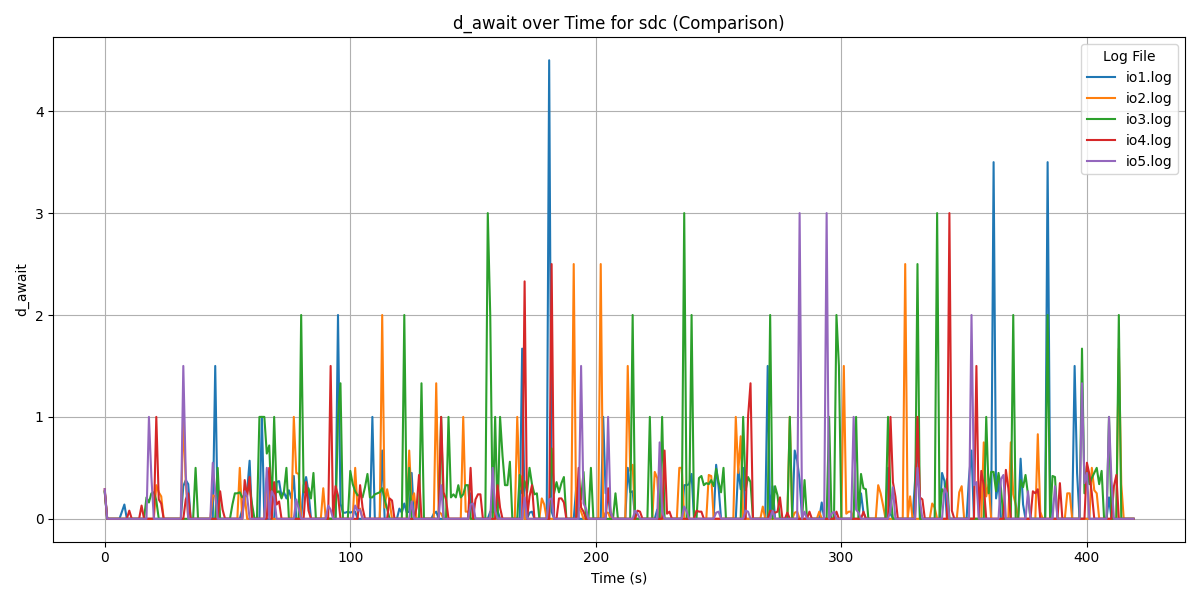 d_await over Time for sdc (Comparison)
Log File
io1.log
io2.log
io3.log
io4.log
io5.log
d_await
4
3
2
1
0
0 100 200 300 400
Time (s)